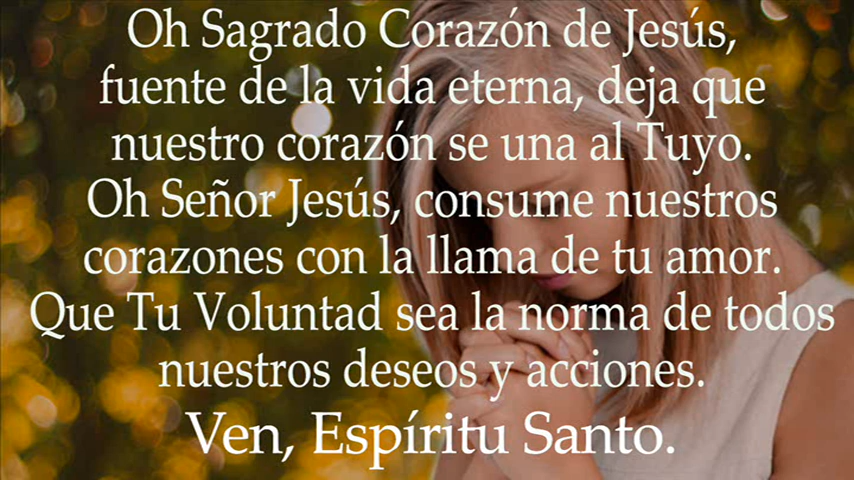 Oh Sagrado Corazón de Jesús,
fuente de la vida eterna, deja que
nuestro corazón se una al Tuyo.
Oh Señor Jesús, consume nuestros
corazones con la llama de tu amor.
Que Tu Voluntad sea la norma de todos
nuestros deseos y acciones.
Ven, Espíritu Santo.